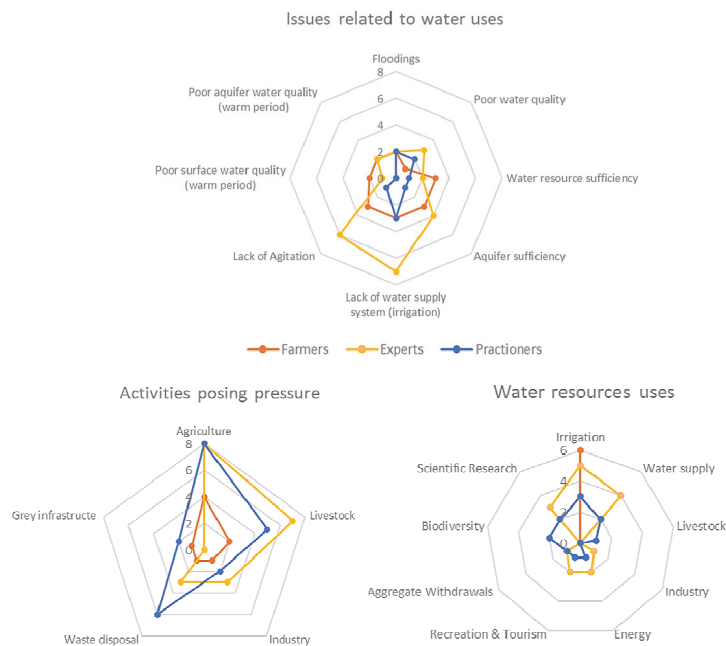 Issues related to water uses
Floodings
8
Poor aquifer water quality
(warm period)
6
Poor water quality
4
2
Poor surface water quality
(warm period)
0
Water resource sufficiency
Lack of Agitation
Aquifer sufficiency
Lack of water supply
system (irrigation)
Farmers Experts Practioners
Activities posing pressure
Agriculture
8
6
4
2
0
Grey infrastructe
Livestock
Waste disposal
Industry
Water resources uses
Irrigation
6
Scientific Research
Water supply
4
2
Biodiversity
Livestock
0
Aggregate Withdrawals
Industry
Recreation & Tourism
Energy